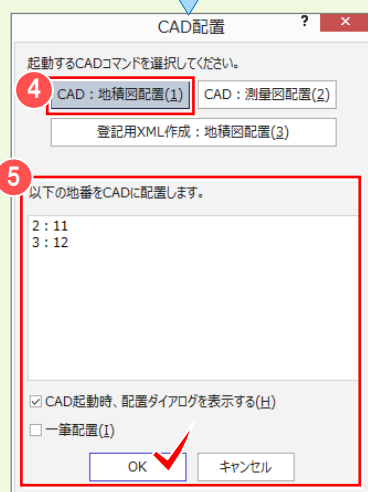 CAD配置 ? ×
起動するCADコマンドを選択してください。
4 CAD：地積図配置(1) CAD：測量図配置(2)
登記用XML作成：地積図配置(3)
5
以下の地番をCADに配置します。
2：11
3：12
CAD起動時、配置ダイアログを表示する(H)
一筆配置(I)
OK キャンセル